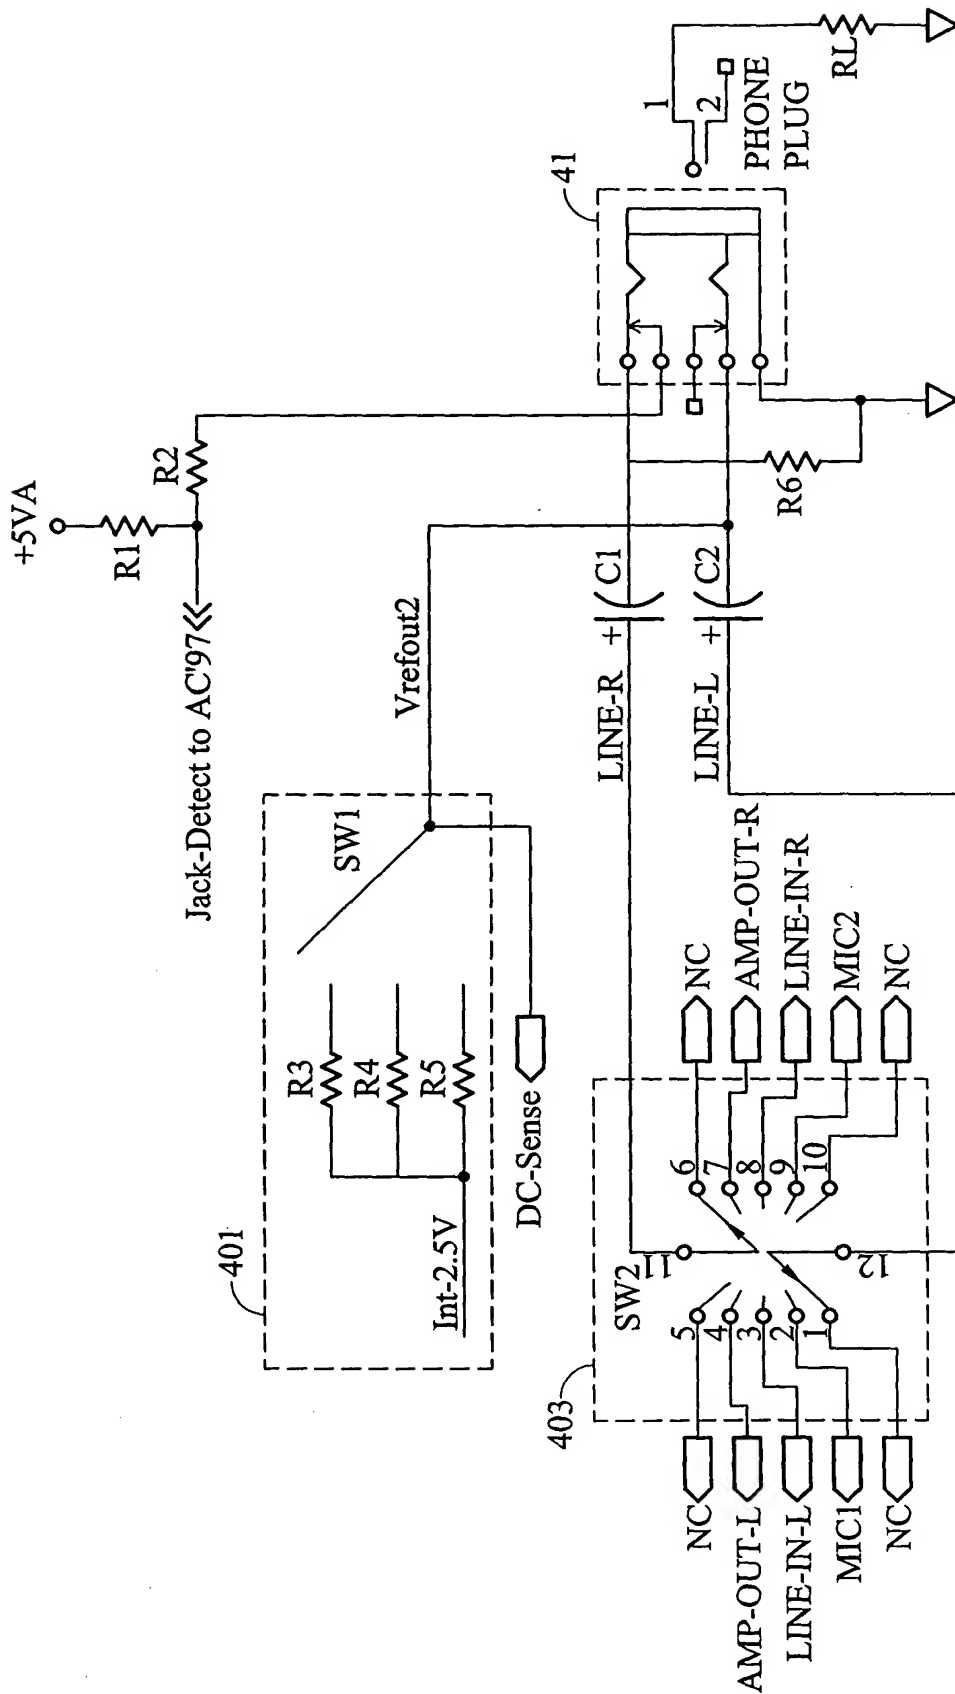 +5VA
R1
R2
Jack-Detect to AC'97
41
1
2
PHONE
PLUG
RL
Vrefout2
401
SW1
R3
R4
R5
Int-2.5V
DC-Sense
LINE-R
+
C1
LINE-L
+
C2
R6
403
SW2
11
12
5
4
3
2
1
6
7
8
9
10
NC
AMP-OUT-L
LINE-IN-L
MIC1
NC
NC
AMP-OUT-R
LINE-IN-R
MIC2
NC